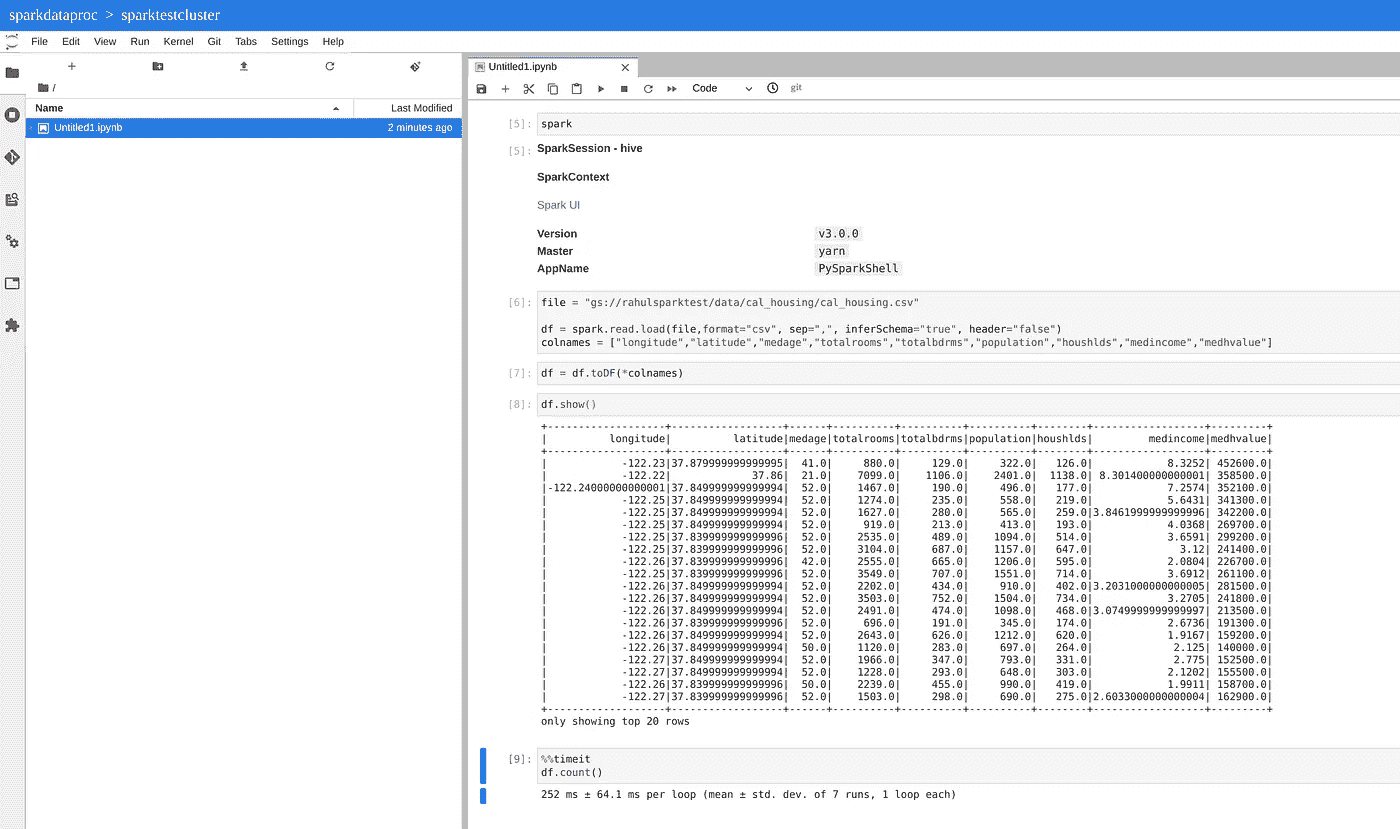 sparkdataproc > sparktestcluster
File Edit View Run Kernel Git Tabs Settings Help
/
Name Last Modified
Untitled1.ipynb 2 minutes ago
Untitled1.ipynb
Code git
[5]: spark
[5]: SparkSession - hive
SparkContext
Spark UI
Version v3.0.0
Master yarn
AppName PySparkShell
[6]: file = "gs://rahulsparktest/data/cal_housing/cal_housing.csv"
df = spark.read.load(file,format="csv", sep=",", inferSchema="true", header="false")
colnames = ["longitude","latitude","medage","totalrooms","totalbdrms","population","houshlds","medincome","medhvalue"]
[7]: df = df.toDF(*colnames)
[8]: df.show()
+------------------+------------------+------+----------+----------+----------+--------+------------------+---------+
|         longitude|          latitude|medage|totalrooms|totalbdrms|population|houshlds|         medincome|medhvalue|
+------------------+------------------+------+----------+----------+----------+--------+------------------+---------+
|           -122.23|37.879999999999995|  41.0|     880.0|     129.0|     322.0|   126.0|            8.3252| 452600.0|
|           -122.22|             37.86|  21.0|    7099.0|    1106.0|    2401.0|  1138.0| 8.301400000000001| 358500.0|
|-122.24000000000001|37.849999999999994|  52.0|    1467.0|     190.0|     496.0|   177.0|            7.2574| 352100.0|
|           -122.25|37.849999999999994|  52.0|    1274.0|     235.0|     558.0|   219.0|            5.6431| 341300.0|
|           -122.25|37.849999999999994|  52.0|    1627.0|     280.0|     565.0|   259.0|3.8461999999999996| 342200.0|
|           -122.25|37.849999999999994|  52.0|     919.0|     213.0|     413.0|   193.0|            4.0368| 269700.0|
|           -122.25|37.839999999999996|  52.0|    2535.0|     489.0|    1094.0|   514.0|            3.6591| 299200.0|
|           -122.25|37.839999999999996|  52.0|    3104.0|     687.0|    1157.0|   647.0|              3.12| 241400.0|
|           -122.26|37.839999999999996|  42.0|    2555.0|     665.0|    1206.0|   595.0|            2.0804| 226700.0|
|           -122.25|37.839999999999996|  52.0|    3549.0|     707.0|    1551.0|   714.0|            3.6912| 261100.0|
|           -122.26|37.849999999999994|  52.0|    2202.0|     434.0|     910.0|   402.0|3.2031000000000005| 281500.0|
|           -122.26|37.849999999999994|  52.0|    3503.0|     752.0|    1504.0|   734.0|            3.2705| 241800.0|
|           -122.26|37.849999999999994|  52.0|    2491.0|     474.0|    1098.0|   468.0|3.0749999999999997| 213500.0|
|           -122.26|37.839999999999996|  52.0|     696.0|     191.0|     345.0|   174.0|            2.6736| 191300.0|
|           -122.26|37.849999999999994|  52.0|    2643.0|     626.0|    1212.0|   620.0|            1.9167| 159200.0|
|           -122.26|37.849999999999994|  50.0|    1120.0|     283.0|     697.0|   264.0|             2.125| 140000.0|
|           -122.27|37.849999999999994|  52.0|    1966.0|     347.0|     793.0|   331.0|             2.775| 152500.0|
|           -122.27|37.849999999999994|  52.0|    1228.0|     293.0|     648.0|   303.0|            2.1202| 155500.0|
|           -122.26|37.839999999999996|  50.0|    2239.0|     455.0|     990.0|   419.0|            1.9911| 158700.0|
|           -122.27|37.839999999999996|  52.0|    1503.0|     298.0|     690.0|   275.0|2.6033000000000004| 162900.0|
+------------------+------------------+------+----------+----------+----------+--------+------------------+---------+
only showing top 20 rows
[9]: %%timeit
df.count()
252 ms ± 64.1 ms per loop (mean ± std. dev. of 7 runs, 1 loop each)